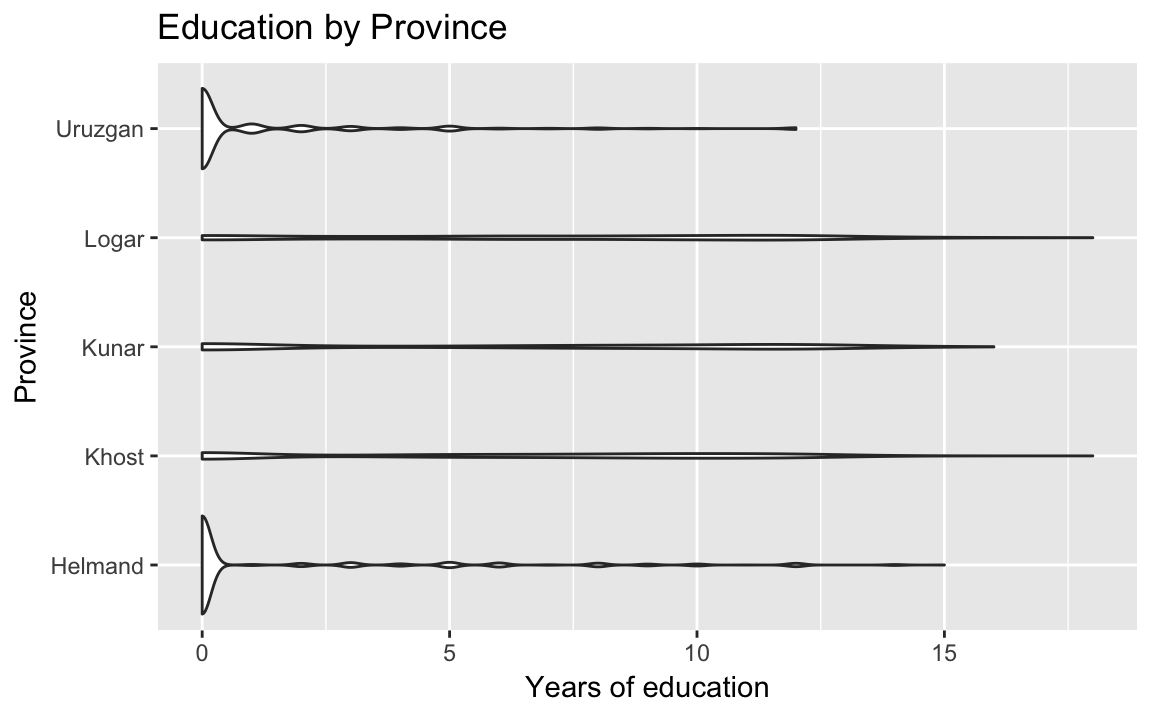 Education by Province
Province
Uruzgan
Logar
Kunar
Khost
Helmand
0 5 10 15
Years of education